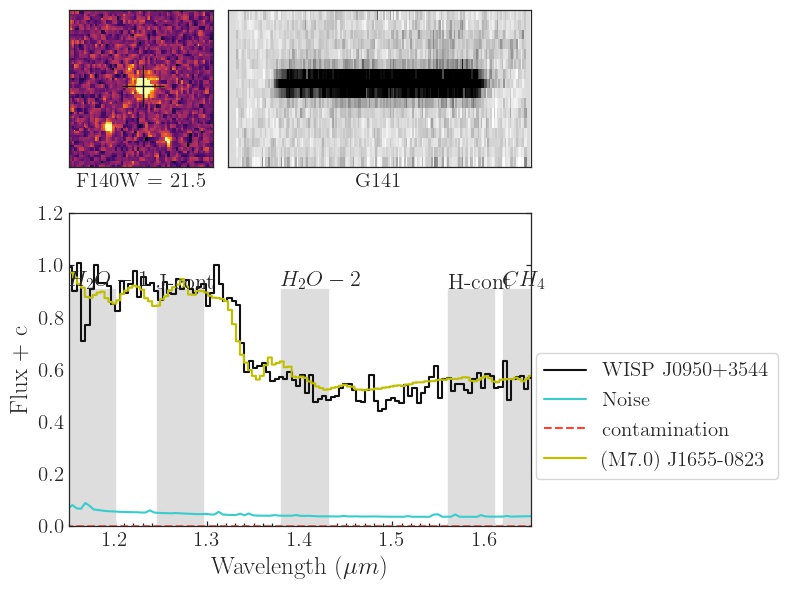 F140W = 21.5
G141
1.2
1.0
0.8
0.6
0.4
0.2
0.0
Flux + c
H₂O − 1
J-cont
H₂O − 2
H-cont
CH₄
1.2 1.3 1.4 1.5 1.6
Wavelength (μm)
WISP J0950+3544
Noise
contamination
(M7.0) J1655-0823